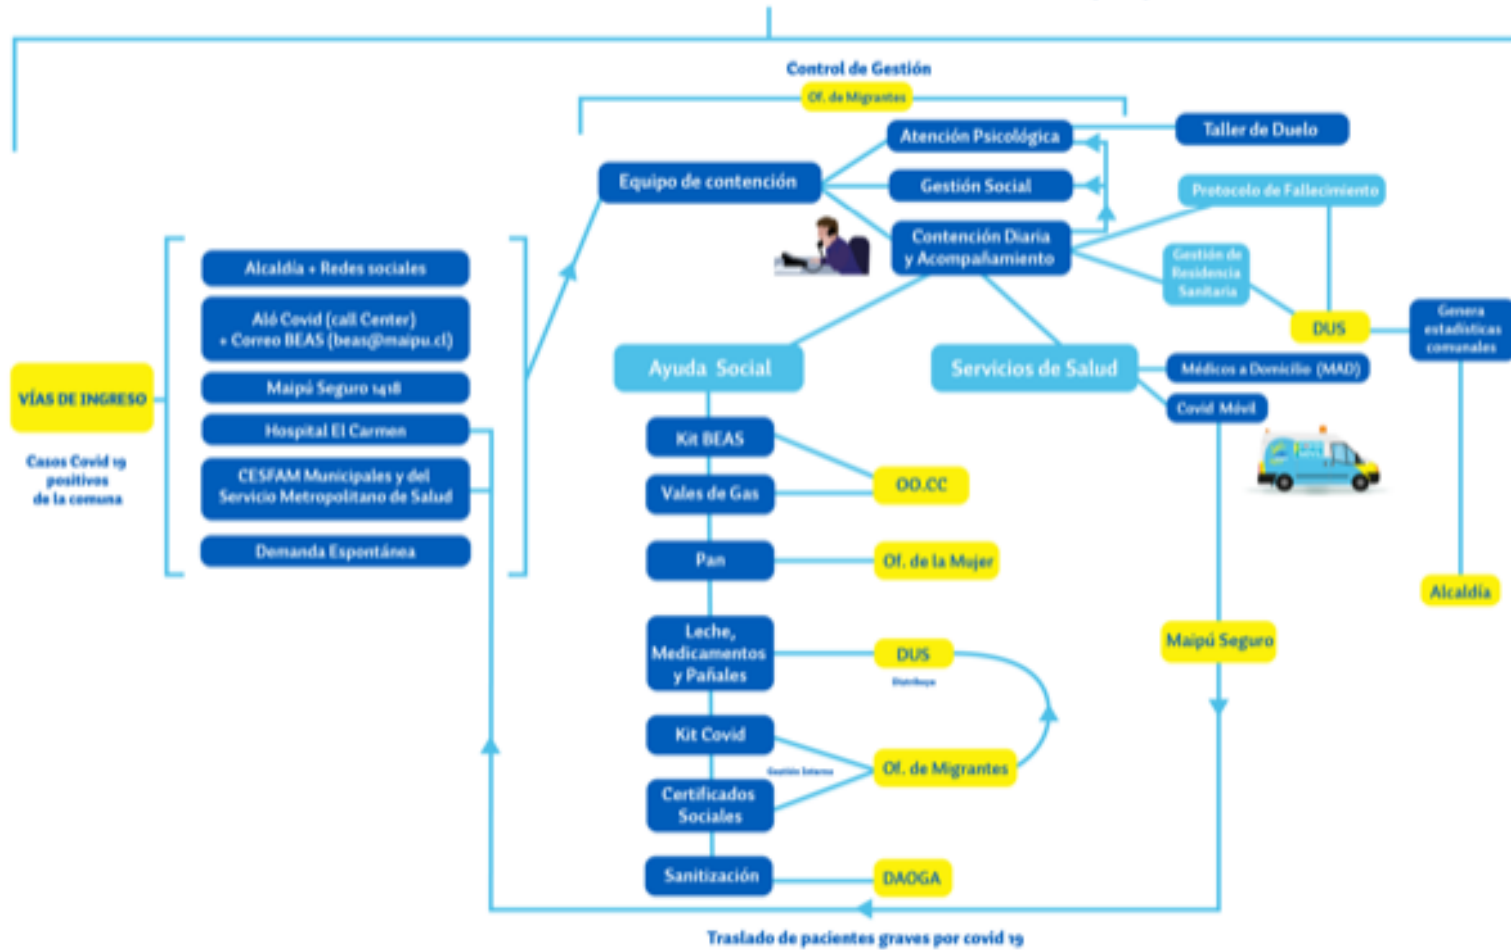 Control de Gestión
Of. de Migrantes
Atención Psicológica
Taller de Duelo
Equipo de contención
Gestión Social
Protocolo de Fallecimiento
Contención Diaria
y Acompañamiento
Gestión de
Residencia
Sanitaria
DUS
Genera
estadísticas
comunales
Alcaldía
VÍAS DE INGRESO
Casos Covid 19
positivos
de la comuna
Alcaldía + Redes sociales
Aló Covid (call Center)
+ Correo BEAS (beas@maipu.cl)
Maipú Seguro 1418
Hospital El Carmen
CESFAM Municipales y del
Servicio Metropolitano de Salud
Demanda Espontánea
Ayuda Social
Servicios de Salud
Médicos a Domicilio (MAD)
Covid Móvil
Kit BEAS
Vales de Gas
OO.CC
Pan
Of. de la Mujer
Leche,
Medicamentos
y Pañales
DUS
Distribuye
Kit Covid
Gestión Interna
Of. de Migrantes
Certificados
Sociales
Sanitización
DAOGA
Maipú Seguro
Traslado de pacientes graves por covid 19